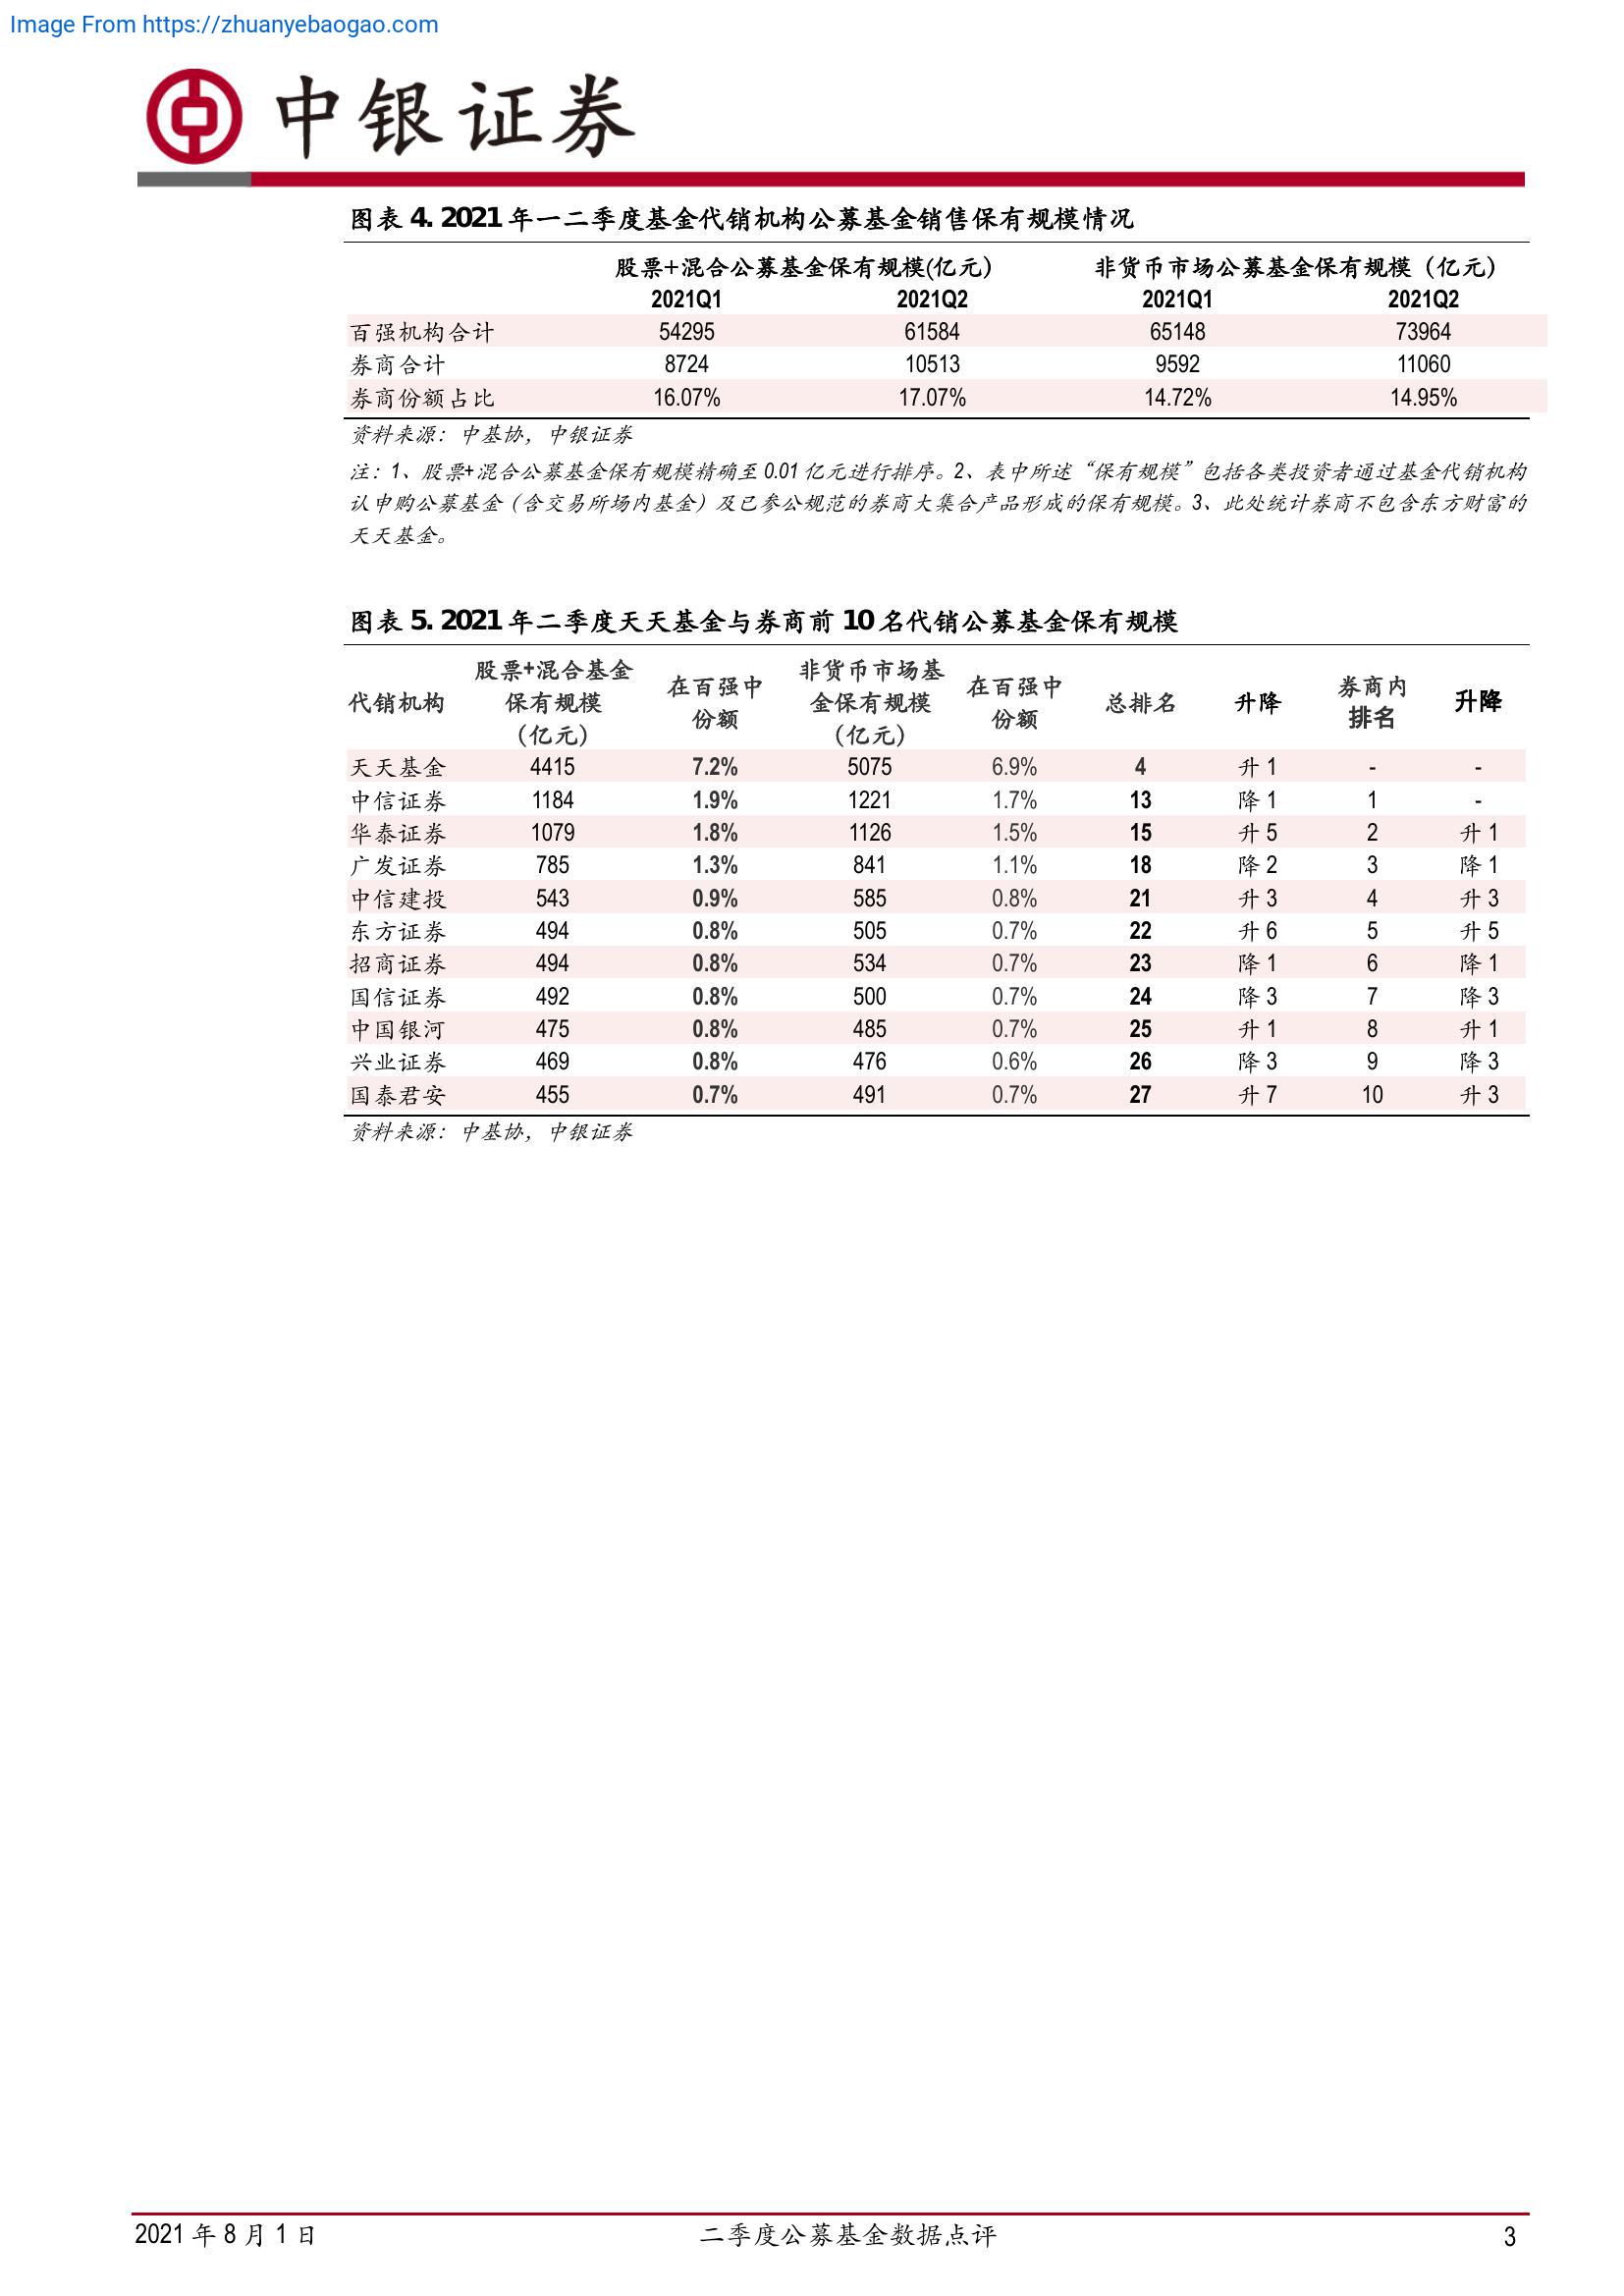 Image From https://zhuanyebaogao.com
中银证券
图表 4. 2021 年一二季度基金代销机构公募基金销售保有规模情况
股票+混合公募基金保有规模(亿元) 非货币市场公募基金保有规模（亿元）
2021Q1 2021Q2 2021Q1 2021Q2
百强机构合计 54295 61584 65148 73964
券商合计 8724 10513 9592 11060
券商份额占比 16.07% 17.07% 14.72% 14.95%
资料来源：中基协，中银证券
注：1、股票+混合公募基金保有规模精确至 0.01 亿元进行排序。2、表中所述“保有规模”包括各类投资者通过基金代销机构
认申购公募基金（含交易所场内基金）及已参公规范的券商大集合产品形成的保有规模。3、此处统计券商不包含东方财富的
天天基金。
图表 5. 2021 年二季度天天基金与券商前 10 名代销公募基金保有规模
股票+混合基金 非货币市场基
在百强中 在百强中 券商内
代销机构 保有规模 金保有规模 总排名 升降 升降
份额 份额 排名
（亿元） （亿元）
天天基金 4415 7.2% 5075 6.9% 4 升 1 - -
中信证券 1184 1.9% 1221 1.7% 13 降 1 1 -
华泰证券 1079 1.8% 1126 1.5% 15 升 5 2 升 1
广发证券 785 1.3% 841 1.1% 18 降 2 3 降 1
中信建投 543 0.9% 585 0.8% 21 升 3 4 升 3
东方证券 494 0.8% 505 0.7% 22 升 6 5 升 5
招商证券 494 0.8% 534 0.7% 23 降 1 6 降 1
国信证券 492 0.8% 500 0.7% 24 降 3 7 降 3
中国银河 475 0.8% 485 0.7% 25 升 1 8 升 1
兴业证券 469 0.8% 476 0.6% 26 降 3 9 降 3
国泰君安 455 0.7% 491 0.7% 27 升 7 10 升 3
资料来源：中基协，中银证券
2021 年 8 月 1 日 二季度公募基金数据点评 3